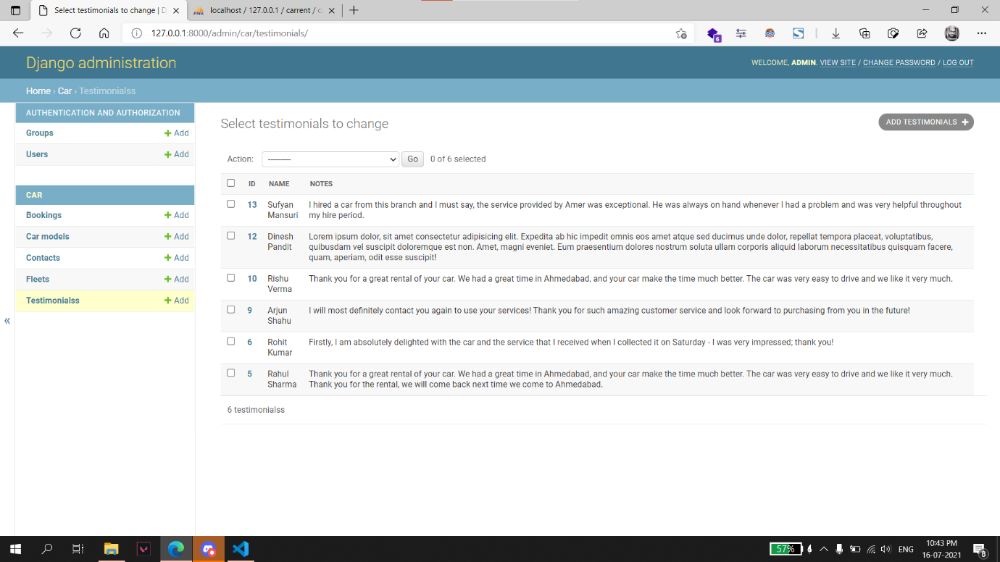 Select testimonials to change | D
localhost / 127.0.0.1 / carrent / c
127.0.0.1:8000/admin/car/testimonials/
6
Django administration
WELCOME, ADMIN. VIEW SITE / CHANGE PASSWORD / LOG OUT
Home › Car › Testimonialss
AUTHENTICATION AND AUTHORIZATION
Groups + Add
Users + Add
CAR
Bookings + Add
Car models + Add
Contacts + Add
Fleets + Add
Testimonialss + Add
«
Select testimonials to change
ADD TESTIMONIALS +
Action: --------- Go 0 of 6 selected
ID NAME NOTES
13 Sufyan Mansuri I hired a car from this branch and I must say, the service provided by Amer was exceptional. He was always on hand whenever I had a problem and was very helpful throughout
my hire period.
12 Dinesh Pandit Lorem ipsum dolor, sit amet consectetur adipisicing elit. Expedita ab hic impedit omnis eos amet atque sed ducimus unde dolor, repellat tempora placeat, voluptatibus,
quibusdam vel suscipit doloremque est non. Amet, magni eveniet. Eum praesentium dolores nostrum soluta ullam corporis aliquid laborum necessitatibus quisquam facere,
quam, aperiam, odit esse suscipit!
10 Rishu Verma Thank you for a great rental of your car. We had a great time in Ahmedabad, and your car make the time much better. The car was very easy to drive and we like it very much.
9 Arjun Shahu I will most definitely contact you again to use your services! Thank you for such amazing customer service and look forward to purchasing from you in the future!
6 Rohit Kumar Firstly, I am absolutely delighted with the car and the service that I received when I collected it on Saturday - I was very impressed; thank you!
5 Rahul Sharma Thank you for a great rental of your car. We had a great time in Ahmedabad, and your car make the time much better. The car was very easy to drive and we like it very much.
Thank you for the rental, we will come back next time we come to Ahmedabad.
6 testimonialss
57%
ENG
10:43 PM
16-07-2021
8